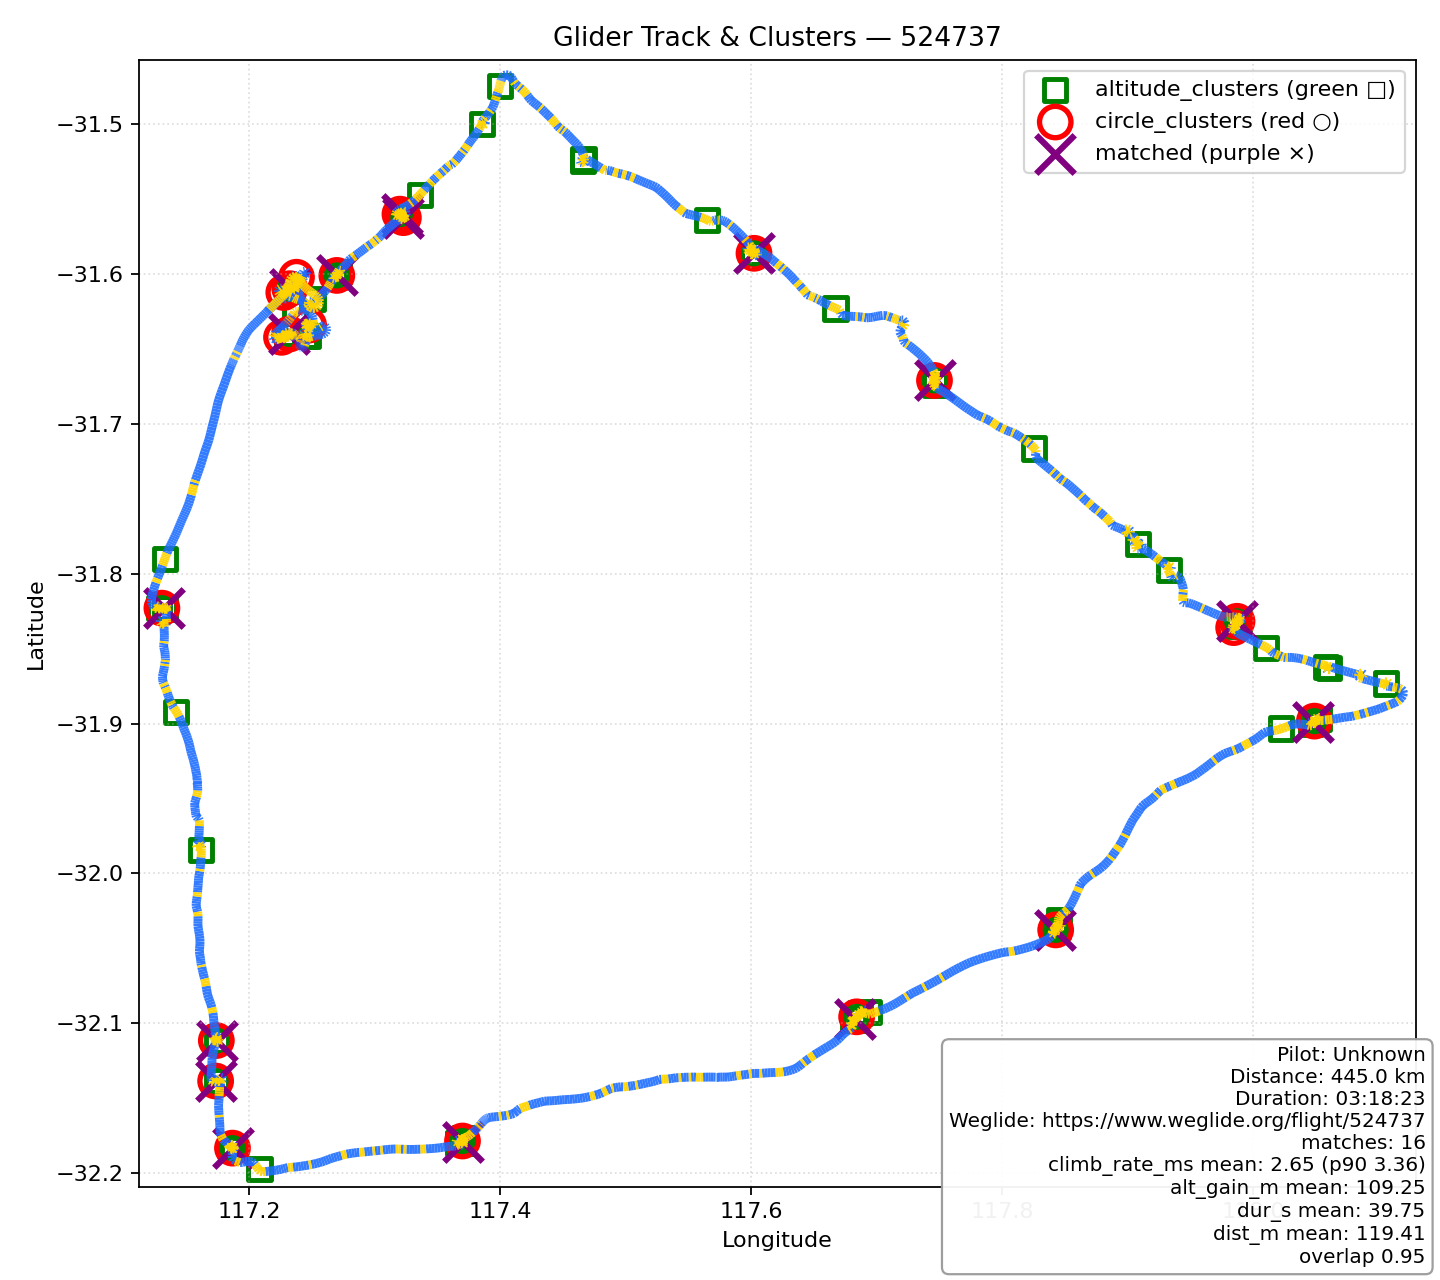 Glider Track & Clusters — 524737
altitude_clusters (green □)
circle_clusters (red ○)
matched (purple ×)
−31.5
−31.6
−31.7
−31.8
−31.9
−32.0
−32.1
−32.2
Latitude
117.2
117.4
117.6
117.8
Longitude
Pilot: Unknown
Distance: 445.0 km
Duration: 03:18:23
Weglide: https://www.weglide.org/flight/524737
matches: 16
climb_rate_ms mean: 2.65 (p90 3.36)
alt_gain_m mean: 109.25
dur_s mean: 39.75
dist_m mean: 119.41
overlap 0.95